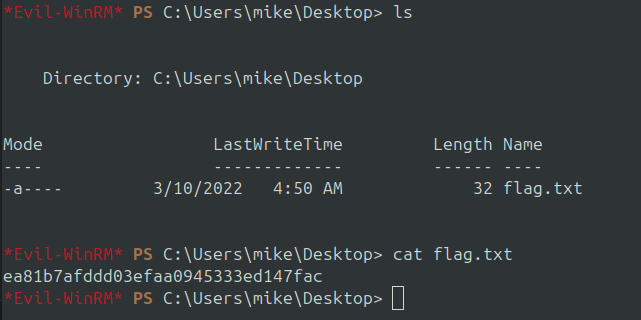 *Evil-WinRM* PS C:\Users\mike\Desktop> ls
Directory: C:\Users\mike\Desktop
Mode                LastWriteTime         Length Name
----                -------------         ------ ----
-a----        3/10/2022   4:50 AM             32 flag.txt
*Evil-WinRM* PS C:\Users\mike\Desktop> cat flag.txt
ea81b7afddd03efaa0945333ed147fac
*Evil-WinRM* PS C:\Users\mike\Desktop>